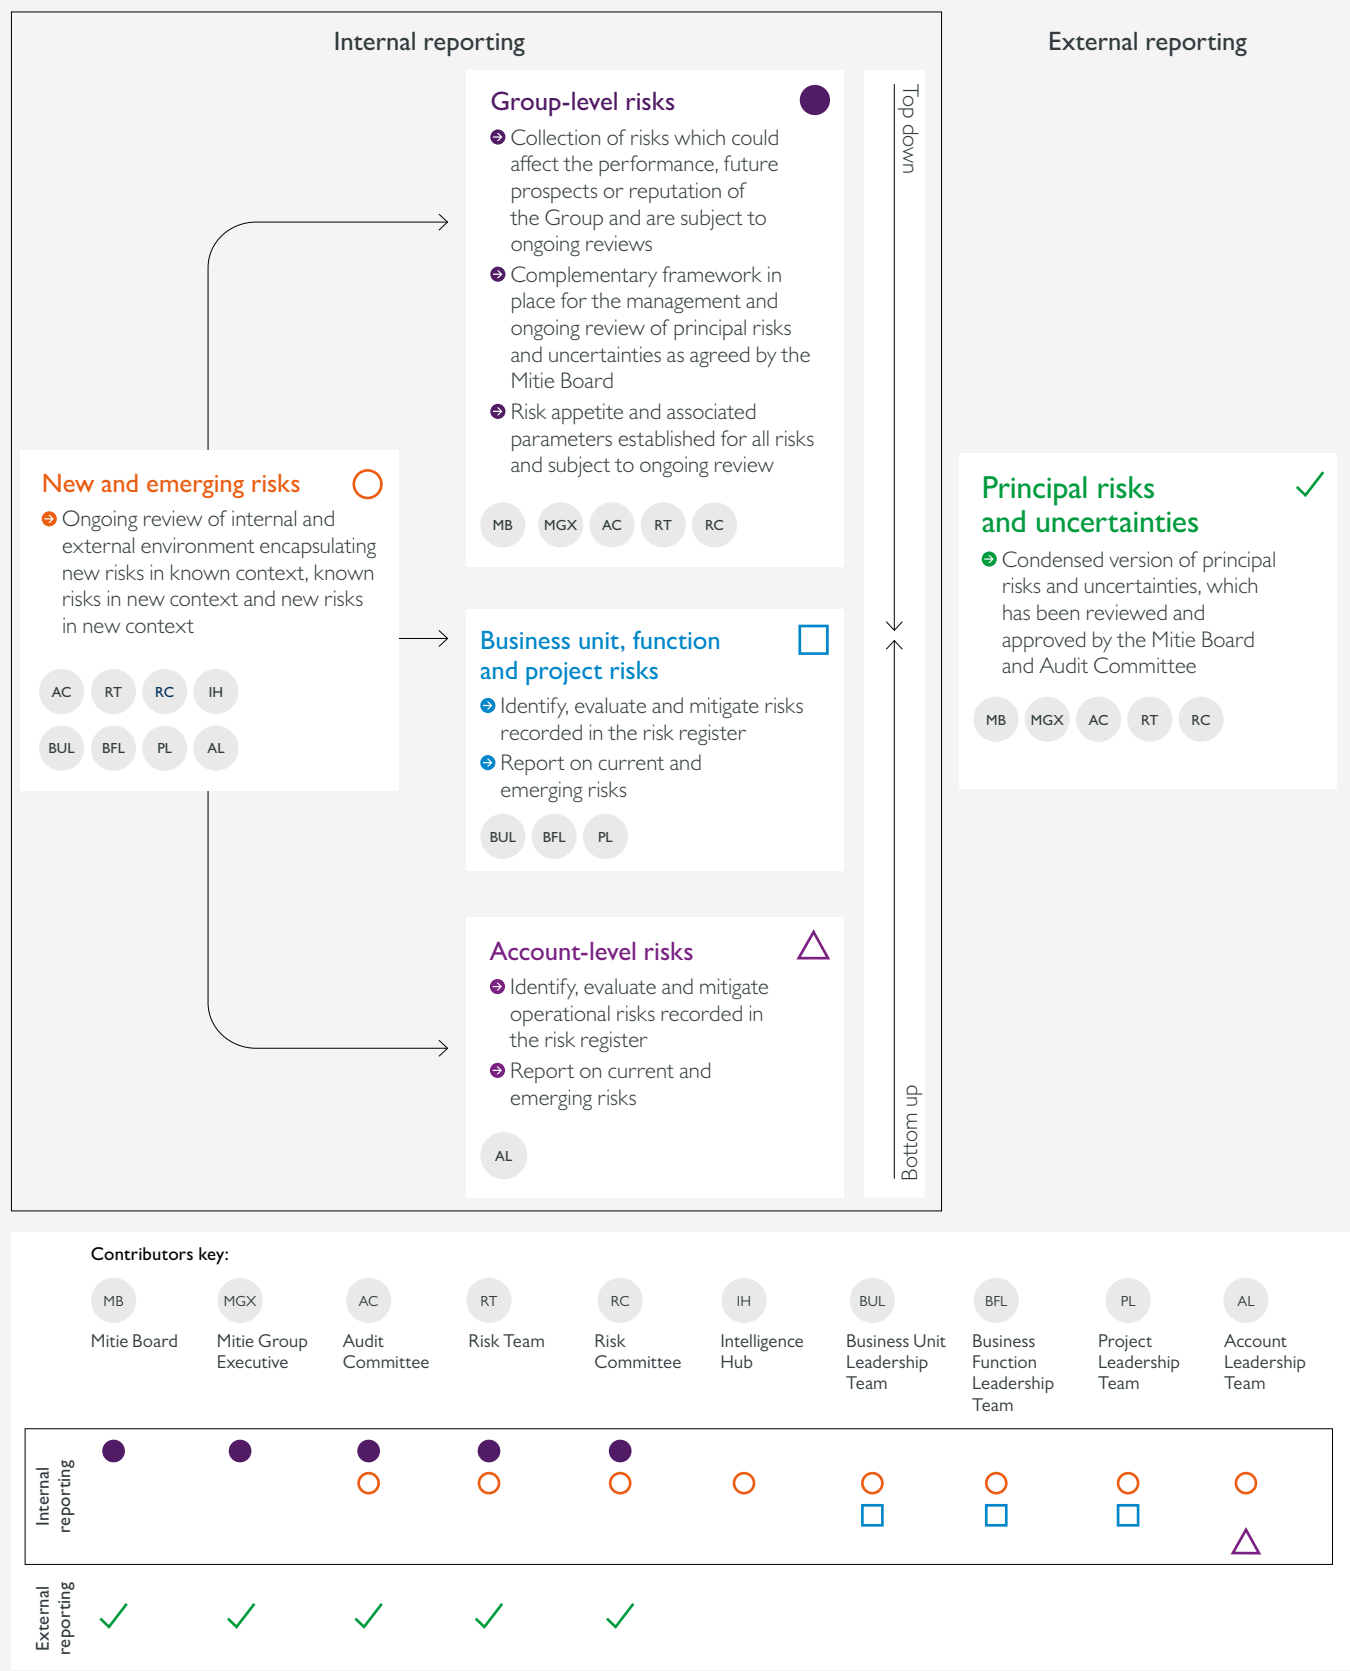 Internal reporting
External reporting
Group-level risks
Collection of risks which could
affect the performance, future
prospects or reputation of
the Group and are subject to
ongoing reviews
Complementary framework in
place for the management and
ongoing review of principal risks
and uncertainties as agreed by the
Mitie Board
Risk appetite and associated
parameters established for all risks
and subject to ongoing review
MB MGX AC RT RC
Top down
New and emerging risks
Ongoing review of internal and
external environment encapsulating
new risks in known context, known
risks in new context and new risks
in new context
AC RT RC IH
BUL BFL PL AL
Business unit, function
and project risks
Identify, evaluate and mitigate risks
recorded in the risk register
Report on current and
emerging risks
BUL BFL PL
Account-level risks
Identify, evaluate and mitigate
operational risks recorded in
the risk register
Report on current and
emerging risks
AL
Bottom up
Principal risks
and uncertainties
Condensed version of principal
risks and uncertainties, which
has been reviewed and
approved by the Mitie Board
and Audit Committee
MB MGX AC RT RC
Contributors key:
MB
Mitie Board
MGX
Mitie Group
Executive
AC
Audit
Committee
RT
Risk Team
RC
Risk
Committee
IH
Intelligence
Hub
BUL
Business Unit
Leadership
Team
BFL
Business
Function
Leadership
Team
PL
Project
Leadership
Team
AL
Account
Leadership
Team
Internal
reporting
External
reporting